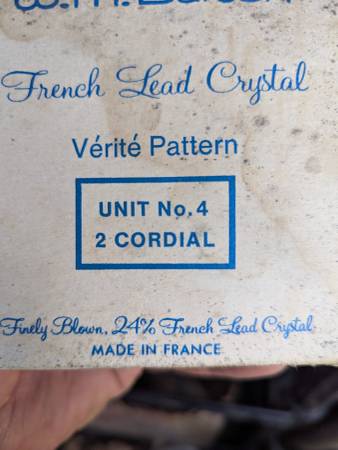 French Lead Crystal
Vérité Pattern
UNIT No. 4
2 CORDIAL
Finely Blown, 24% French Lead Crystal
MADE IN FRANCE